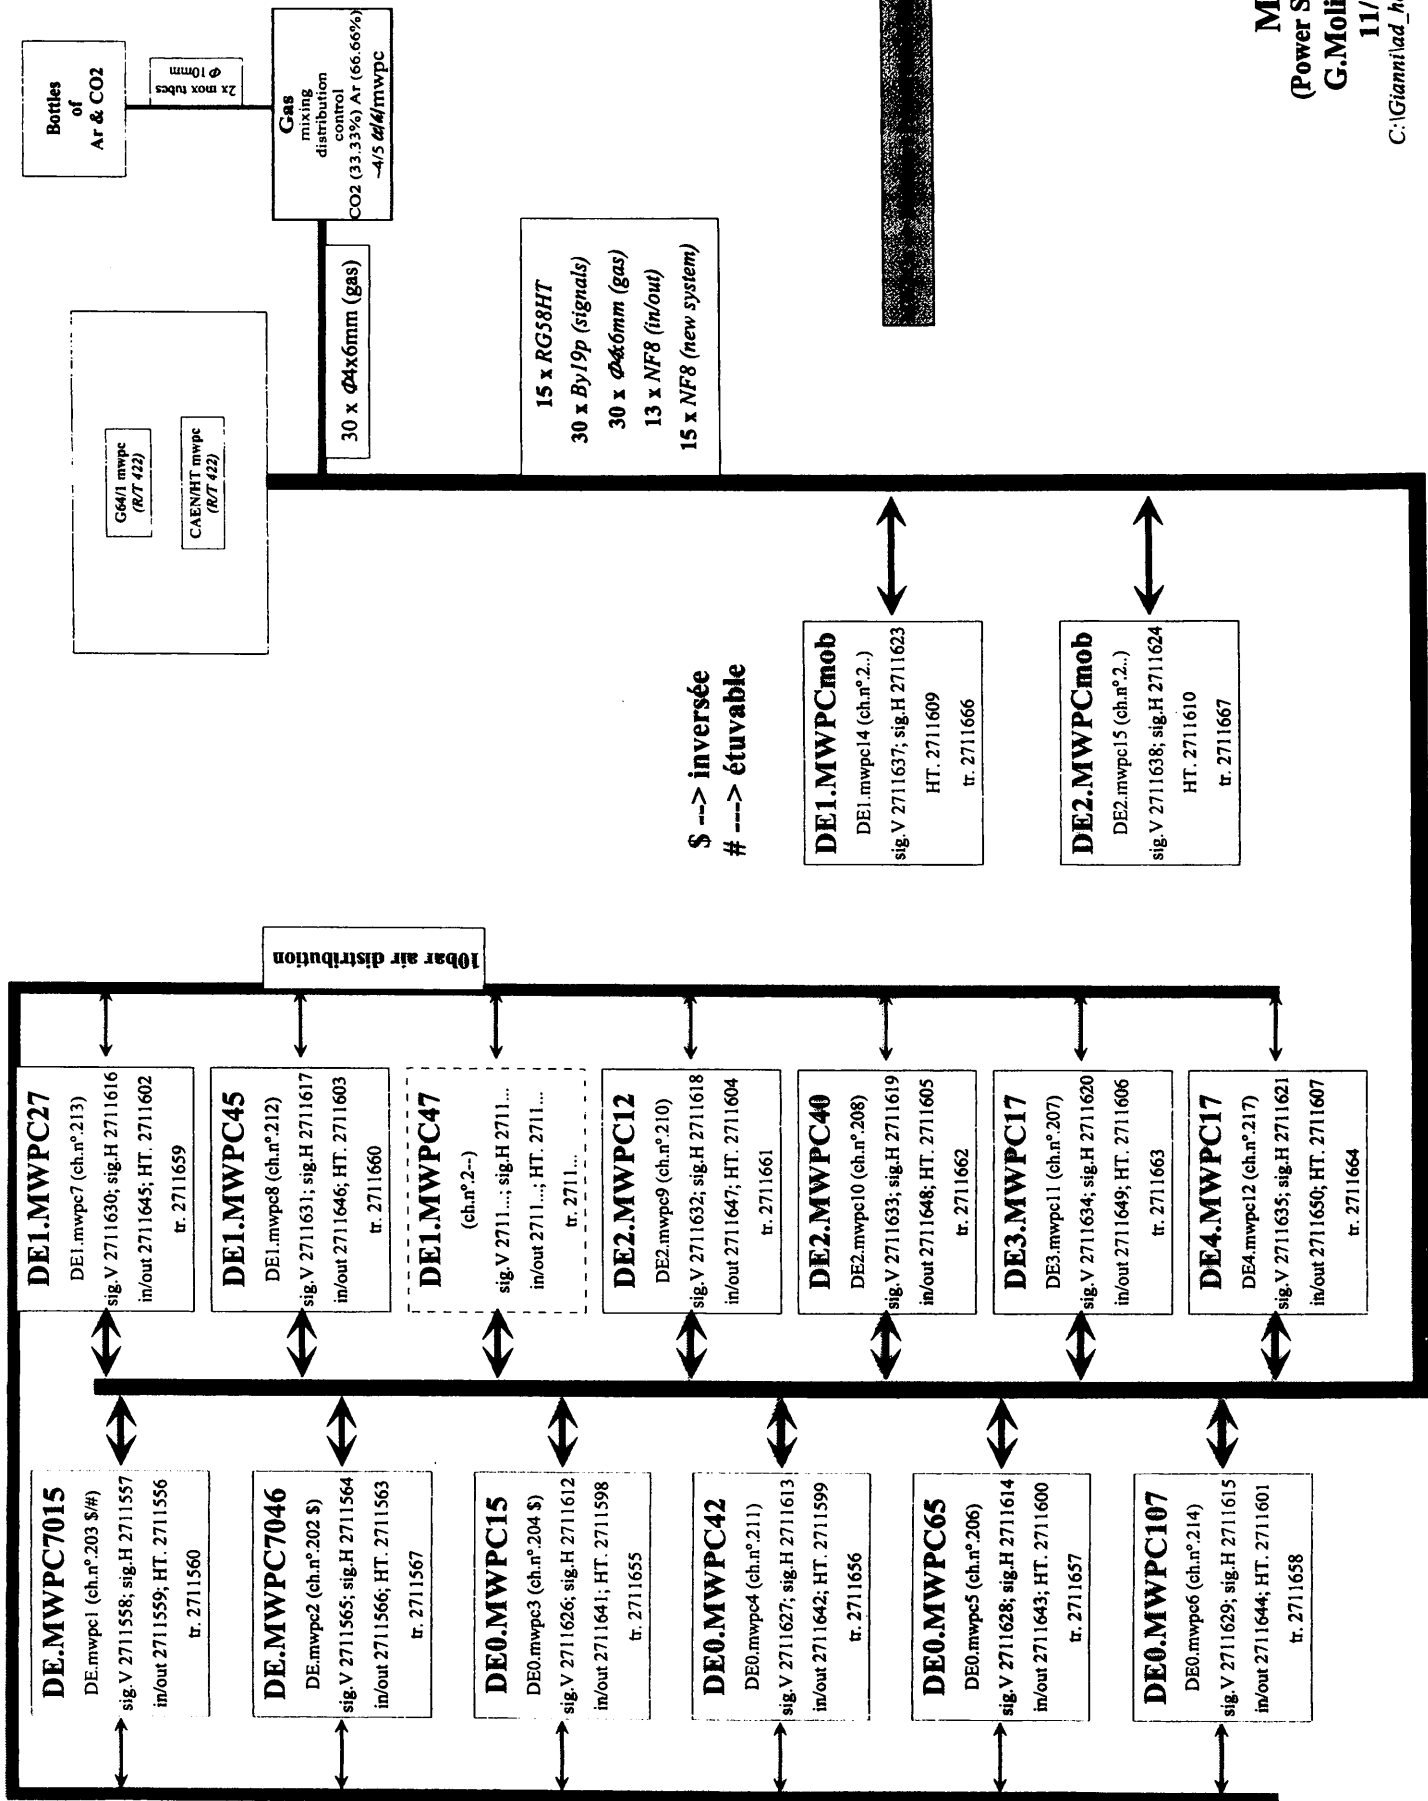 Bottles
of
Ar & CO2
2x inox tubes
Φ 10mm
Gas
mixing
distribution
control
CO2 (33.33%) Ar (66.66%)
G64/1 mwpc
(R/T 422)
CAEN/HT mwpc
(R/T 422)
30 x Φ4x6mm (gas)
15 x RG58HT
30 x By19p (signals)
30 x Φ4x6mm (gas)
13 x NF8 (in/out)
15 x NF8 (new system)
M
(Power S
G.Moli
11/
C:\Gianni\ad_h
$ ---> inversée
# ---> étuvable
DE1.MWPCmob
DE1.mwpc14 (ch.n°.2..)
sig.V 2711637; sig.H 2711623
HT. 2711609
tr. 2711666
DE2.MWPCmob
DE2.mwpc15 (ch.n°.2..)
sig.V 2711638; sig.H 2711624
HT. 2711610
tr. 2711667
10bar air distribution
DE1.MWPC27
DE1.mwpc7 (ch.n°.213)
sig.V 2711630; sig.H 2711616
in/out 2711645; HT. 2711602
tr. 2711659
DE1.MWPC45
DE1.mwpc8 (ch.n°.212)
sig.V 2711631; sig.H 2711617
in/out 2711646; HT. 2711603
tr. 2711660
DE1.MWPC47
(ch.n°.2--)
sig.V 2711...; sig.H 2711...
in/out 2711...; HT. 2711...
tr. 2711...
DE2.MWPC12
DE2.mwpc9 (ch.n°.210)
sig.V 2711632; sig.H 2711618
in/out 2711647; HT. 2711604
tr. 2711661
DE2.MWPC40
DE2.mwpc10 (ch.n°.208)
sig.V 2711633; sig.H 2711619
in/out 2711648; HT. 2711605
tr. 2711662
DE3.MWPC17
DE3.mwpc11 (ch.n°.207)
sig.V 2711634; sig.H 2711620
in/out 2711649; HT. 2711606
tr. 2711663
DE4.MWPC17
DE4.mwpc12 (ch.n°.217)
sig.V 2711635; sig.H 2711621
in/out 2711650; HT. 2711607
tr. 2711664
DE.MWPC7015
DE.mwpc1 (ch.n°.203 $/#)
sig.V 2711558; sig.H 2711557
in/out 2711559; HT. 2711556
tr. 2711560
DE.MWPC7046
DE.mwpc2 (ch.n°.202 $)
sig.V 2711565; sig.H 2711564
in/out 2711566; HT. 2711563
tr. 2711567
DE0.MWPC15
DE0.mwpc3 (ch.n°.204 $)
sig.V 2711626; sig.H 2711612
in/out 2711641; HT. 2711598
tr. 2711655
DE0.MWPC42
DE0.mwpc4 (ch.n°.211)
sig.V 2711627; sig.H 2711613
in/out 2711642; HT. 2711599
tr. 2711656
DE0.MWPC65
DE0.mwpc5 (ch.n°.206)
sig.V 2711628; sig.H 2711614
in/out 2711643; HT. 2711600
tr. 2711657
DE0.MWPC107
DE0.mwpc6 (ch.n°.214)
sig.V 2711629; sig.H 2711615
in/out 2711644; HT. 2711601
tr. 2711658